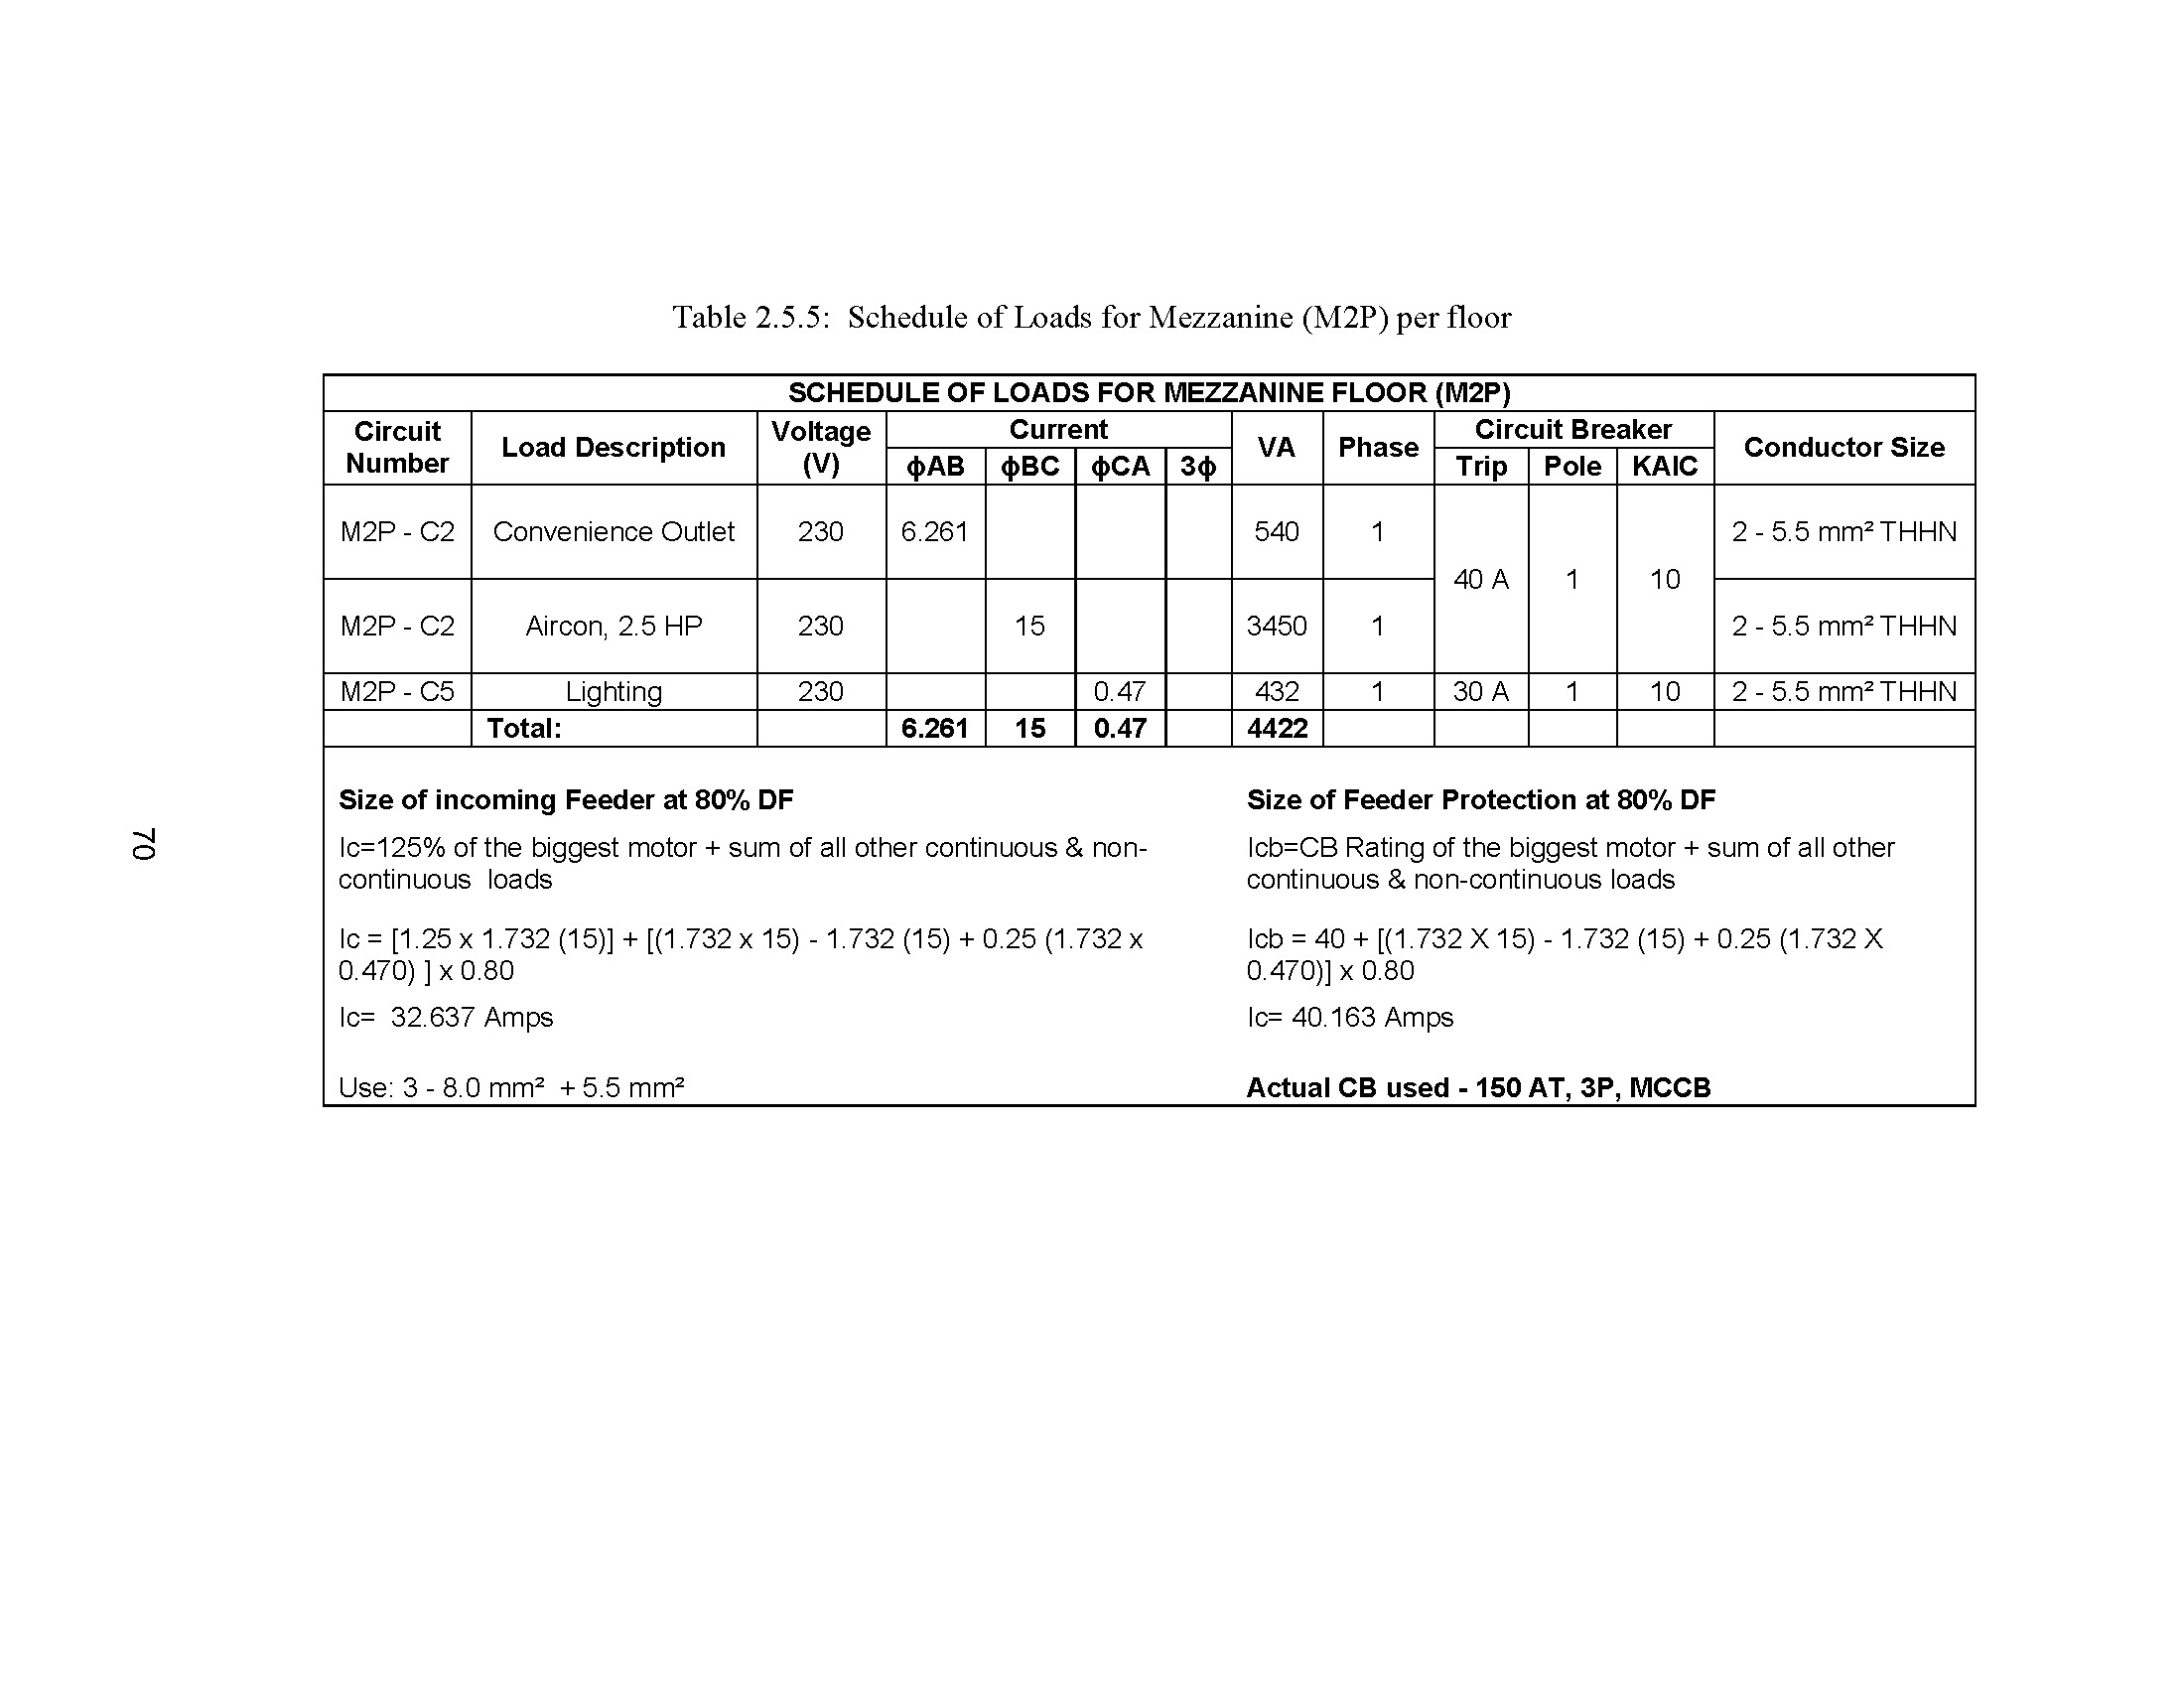 Table 2.5.5: Schedule of Loads for Mezzanine (M2P) per floor
SCHEDULE OF LOADS FOR MEZZANINE FLOOR (M2P)
Circuit Number Load Description Voltage (V) Current VA Phase Circuit Breaker Conductor Size
ϕAB ϕBC ϕCA 3ϕ Trip Pole KAIC
M2P - C2 Convenience Outlet 230 6.261 540 1 2 - 5.5 mm² THHN
40 A 1 10
M2P - C2 Aircon, 2.5 HP 230 15 3450 1 2 - 5.5 mm² THHN
M2P - C5 Lighting 230 0.47 432 1 30 A 1 10 2 - 5.5 mm² THHN
Total: 6.261 15 0.47 4422
Size of incoming Feeder at 80% DF
Ic=125% of the biggest motor + sum of all other continuous & non-
continuous loads
Ic = [1.25 x 1.732 (15)] + [(1.732 x 15) - 1.732 (15) + 0.25 (1.732 x
0.470) ] x 0.80
Ic= 32.637 Amps
Use: 3 - 8.0 mm² + 5.5 mm²
Size of Feeder Protection at 80% DF
Icb=CB Rating of the biggest motor + sum of all other
continuous & non-continuous loads
Icb = 40 + [(1.732 X 15) - 1.732 (15) + 0.25 (1.732 X
0.470)] x 0.80
Ic= 40.163 Amps
Actual CB used - 150 AT, 3P, MCCB
70